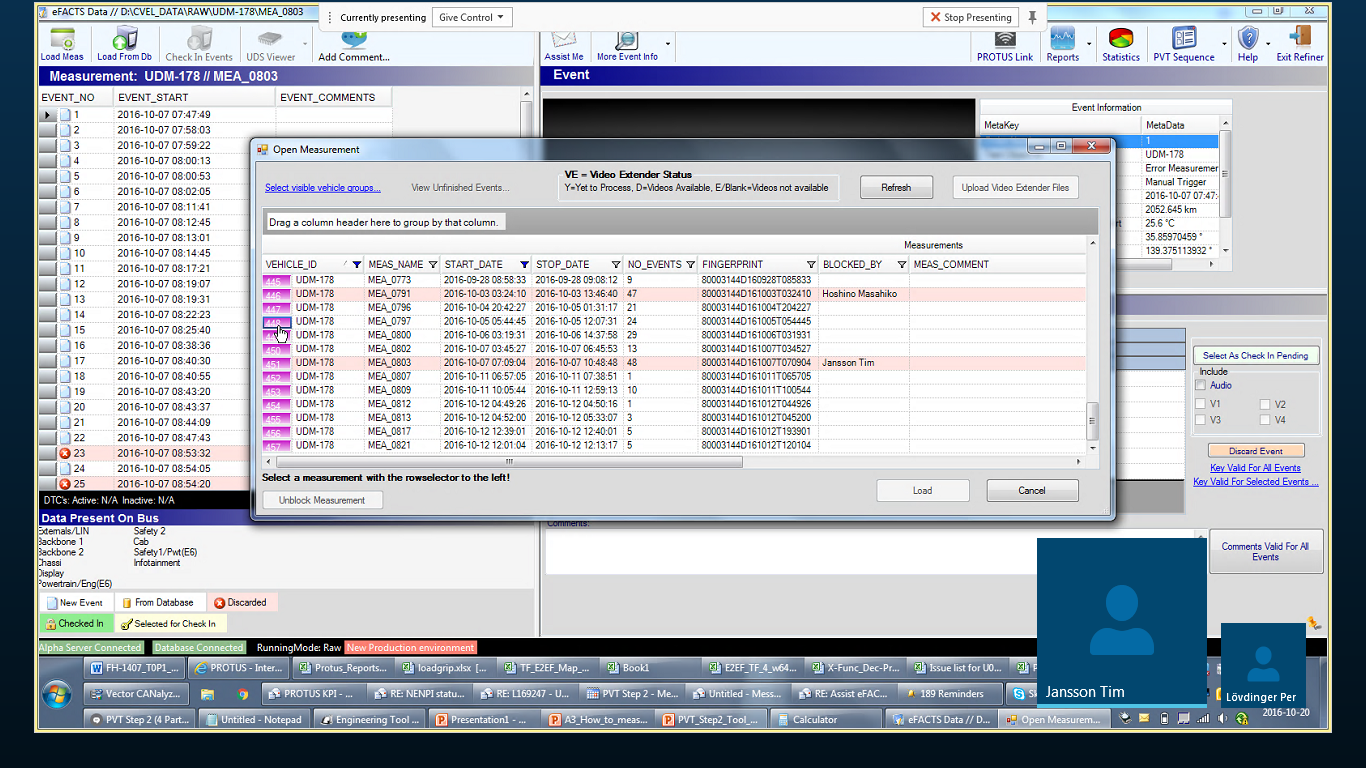 eFACTS Data // D:\CVEL_DATA\RAW\UDM-178\MEA_0803
Currently presenting Give Control Stop Presenting
Load Meas Load From Db Check In Events UDS Viewer Add Comment... Assist Me More Event Info PROTUS Link Reports Statistics PVT Sequence Help Exit Refiner
Measurement: UDM-178 // MEA_0803
Event
EVENT_NO EVENT_START EVENT_COMMENTS
1 2016-10-07 07:47:49
2 2016-10-07 07:58:03
3 2016-10-07 07:59:22
4 2016-10-07 08:00:13
5 2016-10-07 08:00:53
6 2016-10-07 08:02:05
7 2016-10-07 08:11:41
8 2016-10-07 08:12:45
9 2016-10-07 08:13:01
10 2016-10-07 08:14:45
11 2016-10-07 08:17:21
12 2016-10-07 08:19:07
13 2016-10-07 08:19:31
14 2016-10-07 08:22:23
15 2016-10-07 08:25:40
16 2016-10-07 08:38:36
17 2016-10-07 08:40:30
18 2016-10-07 08:40:55
19 2016-10-07 08:43:20
20 2016-10-07 08:43:37
21 2016-10-07 08:44:09
22 2016-10-07 08:47:43
23 2016-10-07 08:53:32
24 2016-10-07 08:54:05
25 2016-10-07 08:54:20
Event Information
MetaKey MetaData
1
UDM-178
Error Measuremer
Manual Trigger
2016-10-07 07:47:
2052.645 km
25.6 °C
35.85970459 °
139.375113932 °
Open Measurement
Select visible vehicle groups...
View Unfinished Events...
VE = Video Extender Status
Y=Yet to Process, D=Videos Available, E/Blank=Videos not available
Refresh
Upload Video Extender Files
Drag a column header here to group by that column.
Measurements
VEHICLE_ID MEAS_NAME START_DATE STOP_DATE NO_EVENTS FINGERPRINT BLOCKED_BY MEAS_COMMENT
445 UDM-178 MEA_0773 2016-09-28 08:58:33 2016-09-28 09:08:12 9 80003144D160928T085833
446 UDM-178 MEA_0791 2016-10-03 03:24:10 2016-10-03 13:46:40 47 80003144D161003T032410 Hoshino Masahiko
447 UDM-178 MEA_0796 2016-10-04 20:42:27 2016-10-05 01:31:17 21 80003144D161004T204227
448 UDM-178 MEA_0797 2016-10-05 05:44:45 2016-10-05 12:07:31 24 80003144D161005T054445
UDM-178 MEA_0800 2016-10-06 03:19:31 2016-10-06 14:37:58 29 80003144D161006T031931
450 UDM-178 MEA_0802 2016-10-07 03:45:27 2016-10-07 06:45:53 13 80003144D161007T034527
451 UDM-178 MEA_0803 2016-10-07 07:09:04 2016-10-07 10:48:48 48 80003144D161007T070904 Jansson Tim
452 UDM-178 MEA_0807 2016-10-11 06:57:05 2016-10-11 07:38:51 1 80003144D161011T065705
453 UDM-178 MEA_0809 2016-10-11 10:05:44 2016-10-11 12:59:13 10 80003144D161011T100544
454 UDM-178 MEA_0812 2016-10-12 04:49:26 2016-10-12 04:50:16 1 80003144D161012T044926
455 UDM-178 MEA_0813 2016-10-12 04:52:00 2016-10-12 05:33:07 3 80003144D161012T045200
456 UDM-178 MEA_0817 2016-10-12 12:39:01 2016-10-12 12:40:01 5 80003144D161012T193901
457 UDM-178 MEA_0821 2016-10-12 12:01:04 2016-10-12 12:13:17 5 80003144D161012T120104
Select a measurement with the rowselector to the left!
Unblock Measurement
Load
Cancel
Select As Check In Pending
Include
Audio
V1 V2
V3 V4
Discard Event
Key Valid For All Events
Key Valid For Selected Events ...
DTC's: Active: N/A Inactive: N/A
Data Present On Bus
Externals/LIN Safety 2
Backbone 1 Cab
Backbone 2 Safety1/Pwt(E6)
Chassi Infotainment
Display
Powertrain/Eng(E6)
Comments:
Comments Valid For All Events
New Event From Database Discarded
Checked In Selected for Check In
Alpha Server Connected Database Connected RunningMode: Raw New Production environment
FH-1407_T0P1_... PROTUS - Inter... Protus_Reports... loadgrip.xlsx [... TF_E2EF_Map_... Book1 E2EF_TF_4_w64... X-Func_Dec-Pr... Issue list for U0...
Vector CANalyz... PROTUS KPI - ... RE: NENPI statu... RE: L169247 - U... PVT Step 2 - Me... Untitled - Mess... RE: Assist eFAC... 189 Reminders
PVT Step 2 (4 Part... Untitled - Notepad Engineering Tool ... Presentation1 - ... A3_How_to_meas... PVT_Step2_Tool_... Calculator eFACTS Data // D... Open Measurem...
2016-10-20
Jansson Tim
Lövdinger Per